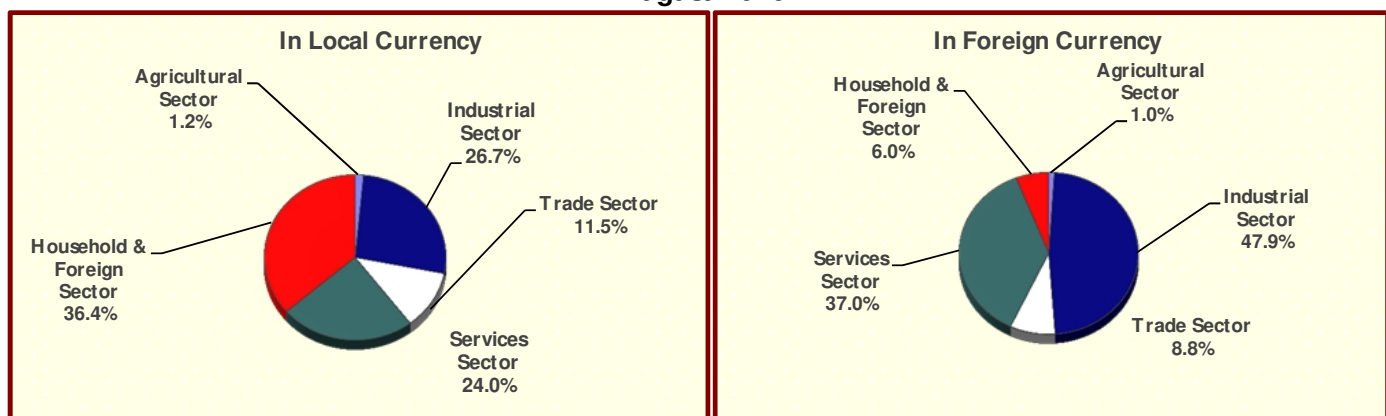 In Local Currency
Agricultural
Sector
1.2%
Industrial
Sector
26.7%
Trade Sector
11.5%
Household &
Foreign
Sector
36.4%
Services
Sector
24.0%
In Foreign Currency
Household &
Foreign
Sector
6.0%
Agricultural
Sector
1.0%
Industrial
Sector
47.9%
Services
Sector
37.0%
Trade Sector
8.8%